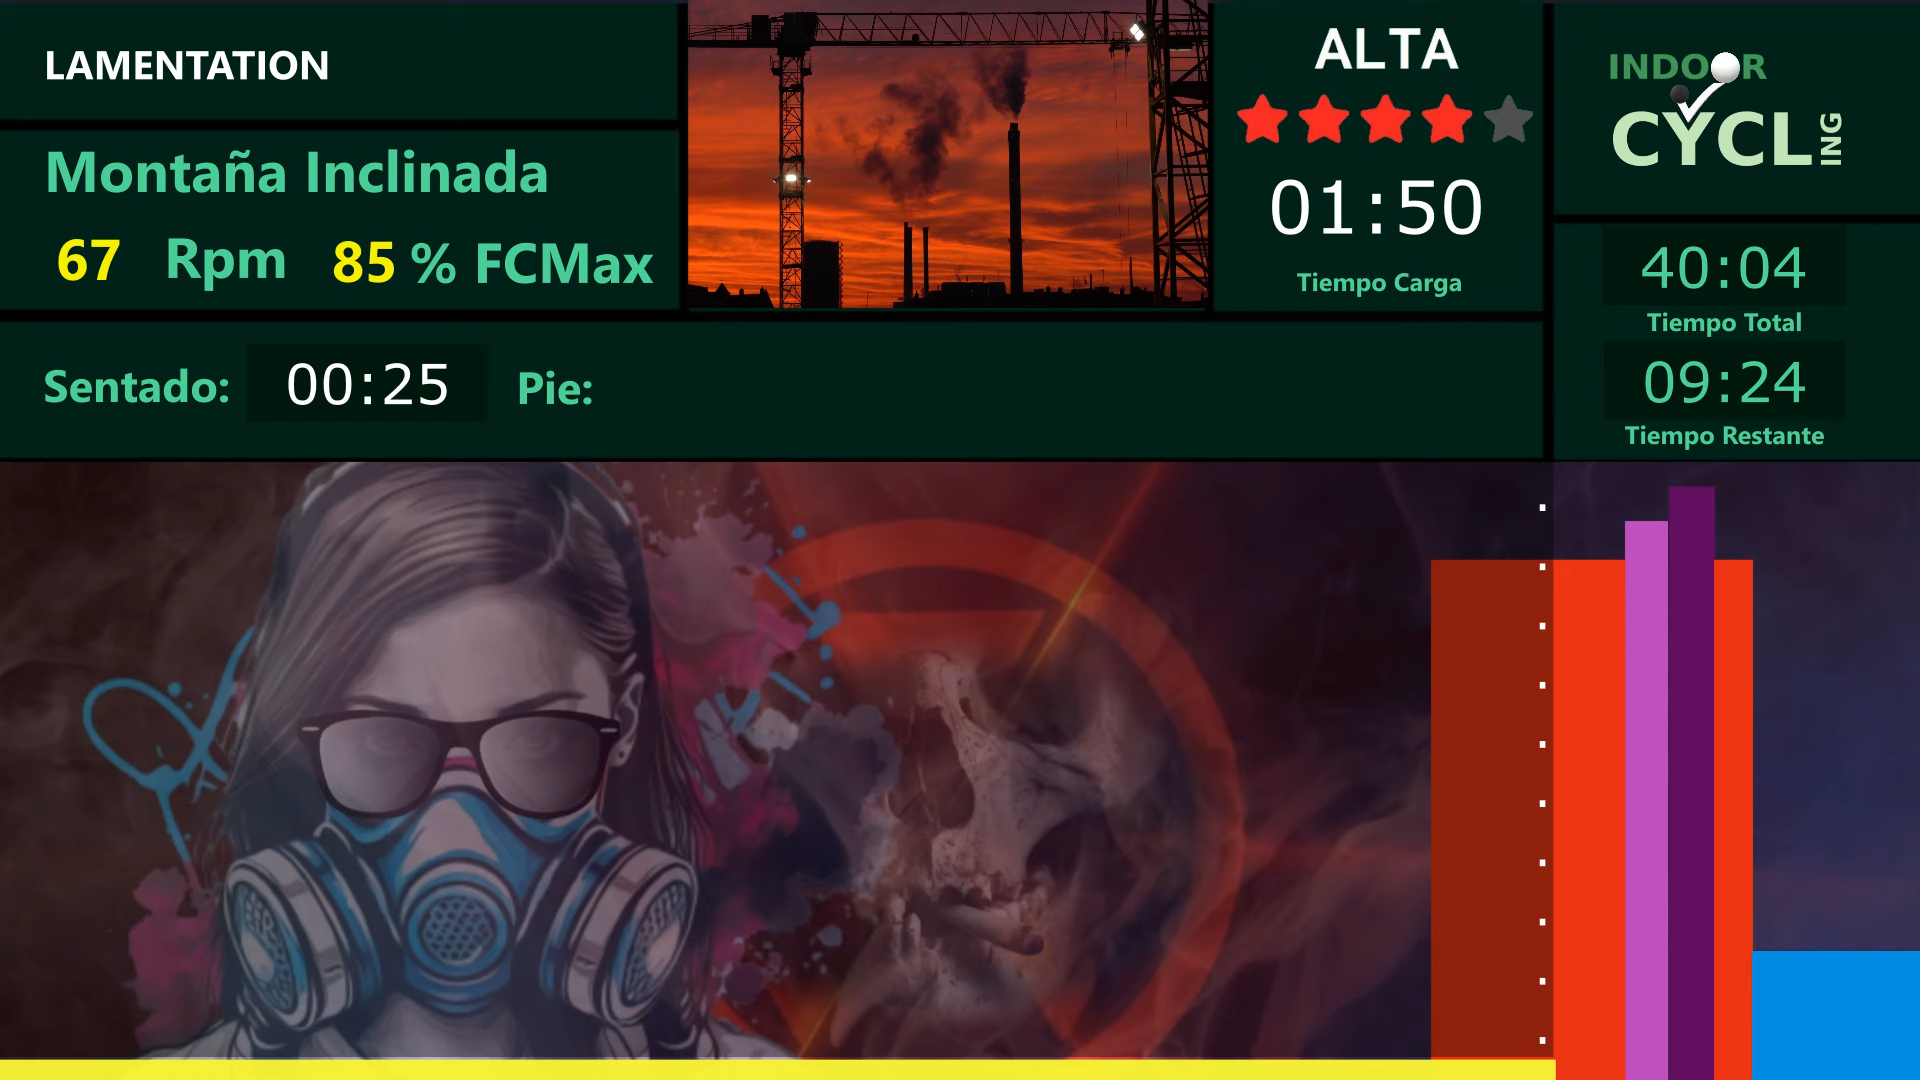 LAMENTATION
Montaña Inclinada
67 Rpm 85 % FCMax
Sentado: 00:25 Pie:
ALTA
01:50
Tiempo Carga
INDOOR
CYCLING
40:04
Tiempo Total
09:24
Tiempo Restante